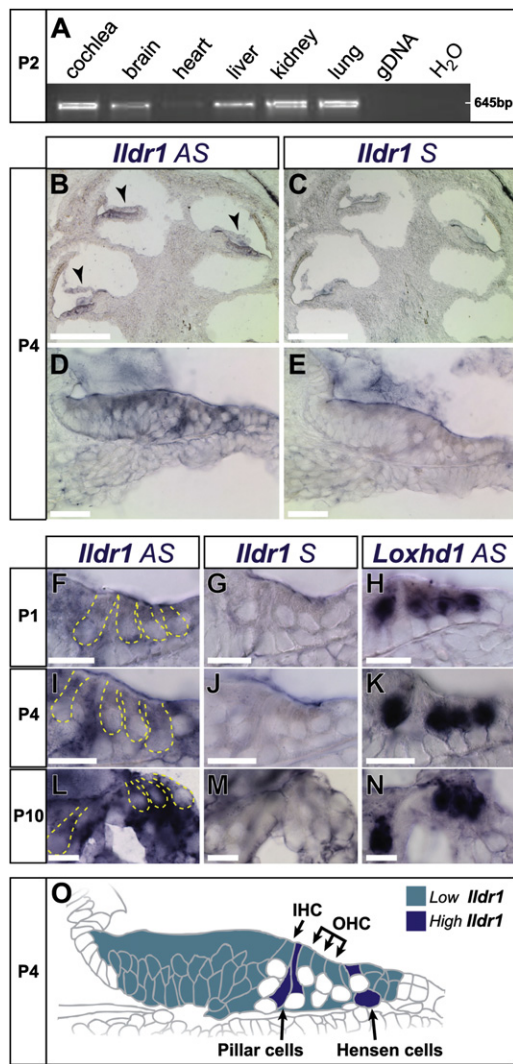 P2
A
cochlea
brain
heart
liver
kidney
lung
gDNA
H2O
645bp
Ildr1 AS
Ildr1 S
P4
B
C
D
E
Ildr1 AS
Ildr1 S
Loxhd1 AS
P1
F
G
H
P4
I
J
K
P10
L
M
N
P4
O
IHC
OHC
Low Ildr1
High Ildr1
Pillar cells
Hensen cells